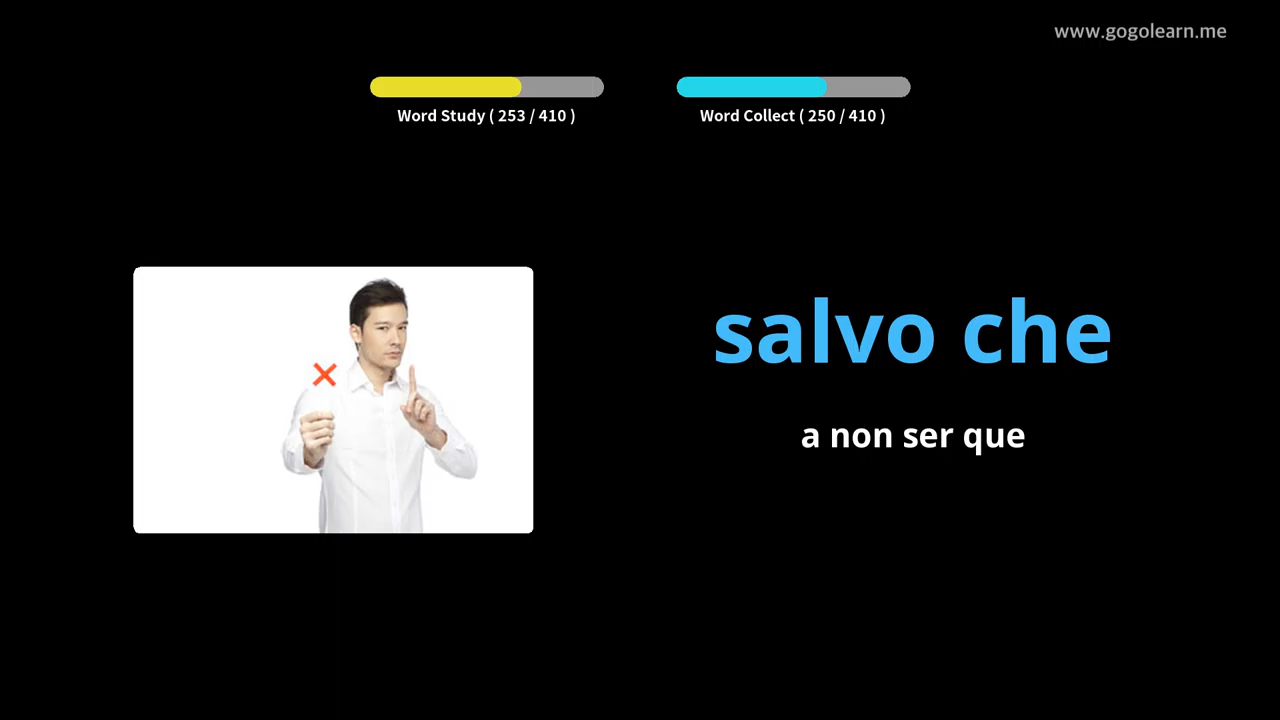 www.gogolearn.me
Word Study ( 253 / 410 )
Word Collect ( 250 / 410 )
salvo che
a non ser que